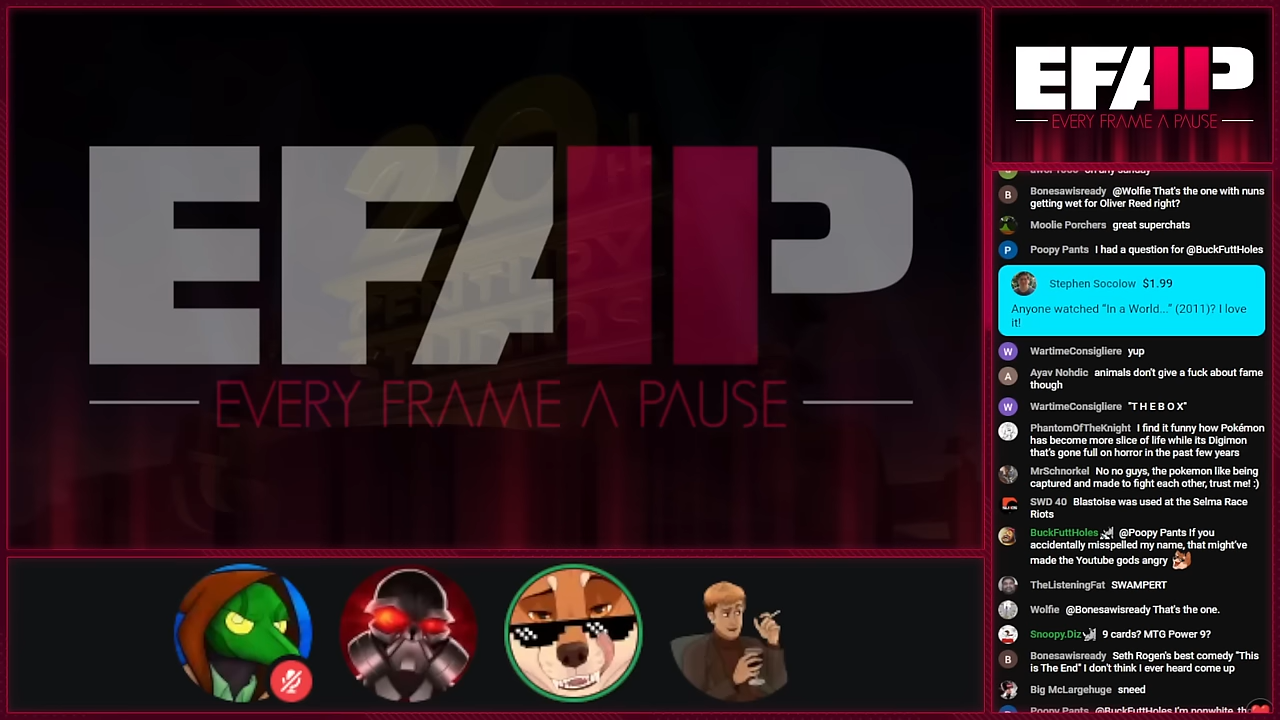 EFAP
EVERY FRAME A PAUSE
EFAP
EVERY FRAME A PAUSE
on any sunday
B Bonesawisready @Wolfie That's the one with nuns
getting wet for Oliver Reed right?
Moolie Porchers great superchats
P Poopy Pants I had a question for @BuckFuttHoles
Stephen Socolow $1.99
Anyone watched "In a World..." (2011)? I love
it!
W WartimeConsigliere yup
A Ayav Nohdic animals don't give a fuck about fame
though
W WartimeConsigliere "T H E B O X"
PhantomOfTheKnight I find it funny how Pokémon
has become more slice of life while its Digimon
that's gone full on horror in the past few years
MrSchnorkel No no guys, the pokemon like being
captured and made to fight each other, trust me! :)
SWD 40 Blastoise was used at the Selma Race
Riots
BuckFuttHoles @Poopy Pants If you
accidentally misspelled my name, that might've
made the Youtube gods angry
TheListeningFat SWAMPERT
Wolfie @Bonesawisready That's the one.
Snoopy.Diz 9 cards? MTG Power 9?
B Bonesawisready Seth Rogen's best comedy "This
is The End" I don't think I ever heard come up
Big McLargehuge sneed
Poopy Pants @BuckFuttHoles I'm nonwhite,